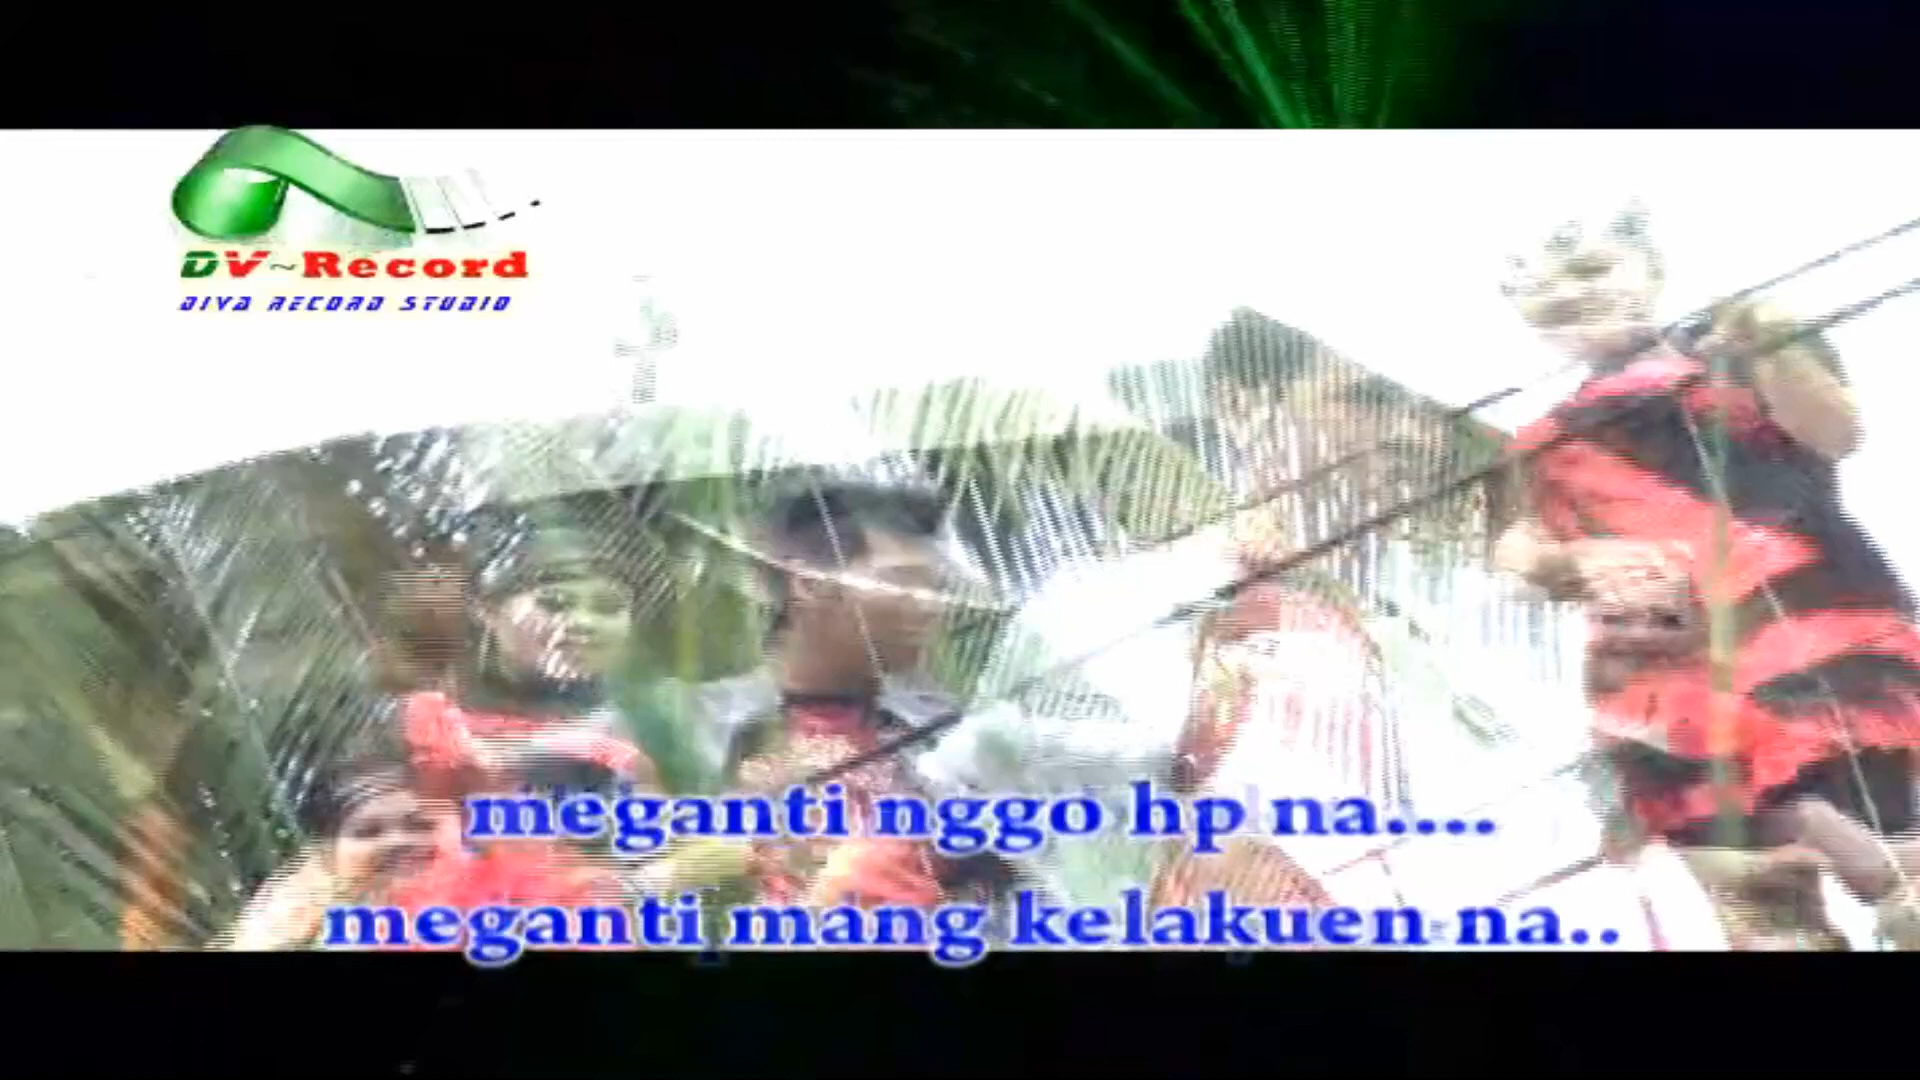 DV~Record
DIVA RECORD STUDIO
meganti nggo hp na....
meganti mang kelakuen na..